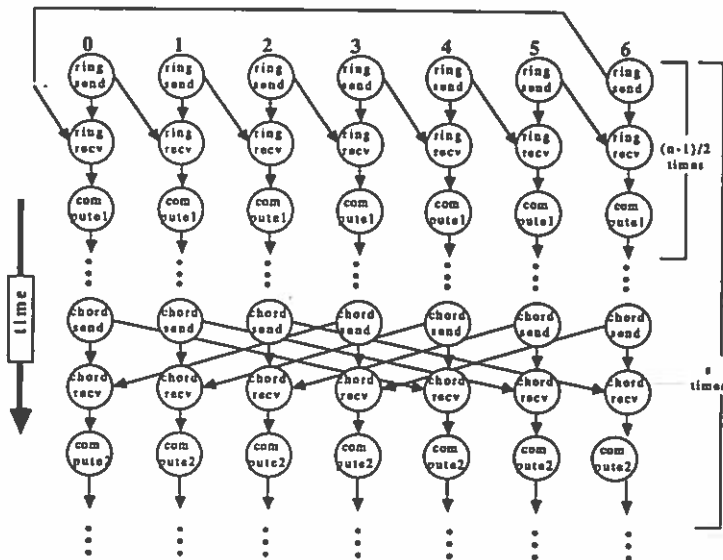 0 1 2 3 4 5 6
ring ring ring ring ring ring ring
send send send send send send send
ring ring ring ring ring ring ring
recv recv recv recv recv recv recv
(n-1)/2
times
com com com com com com com
pute1 pute1 pute1 pute1 pute1 pute1 pute1
time
chord chord chord chord chord chord chord
send send send send send send send
chord chord chord chord chord chord chord
recv recv recv recv recv recv recv
s
times
com com com com com com com
pute2 pute2 pute2 pute2 pute2 pute2 pute2